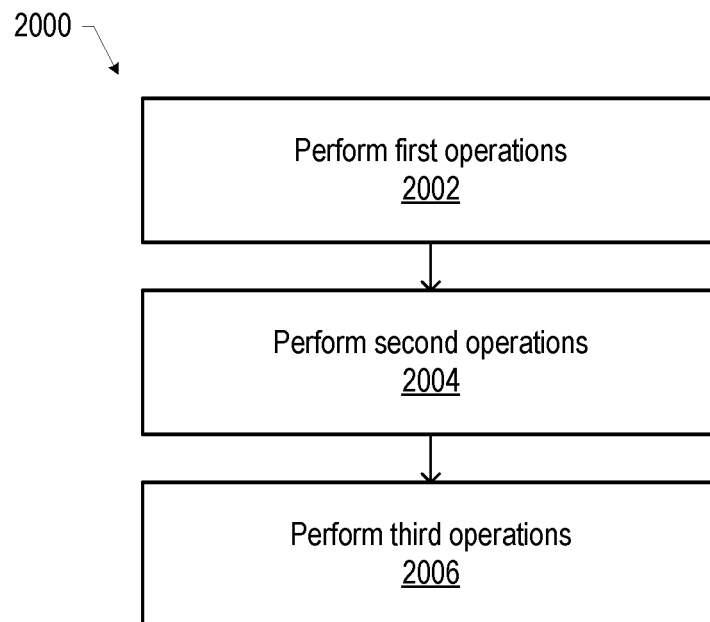 2000
Perform first operations
2002
Perform second operations
2004
Perform third operations
2006